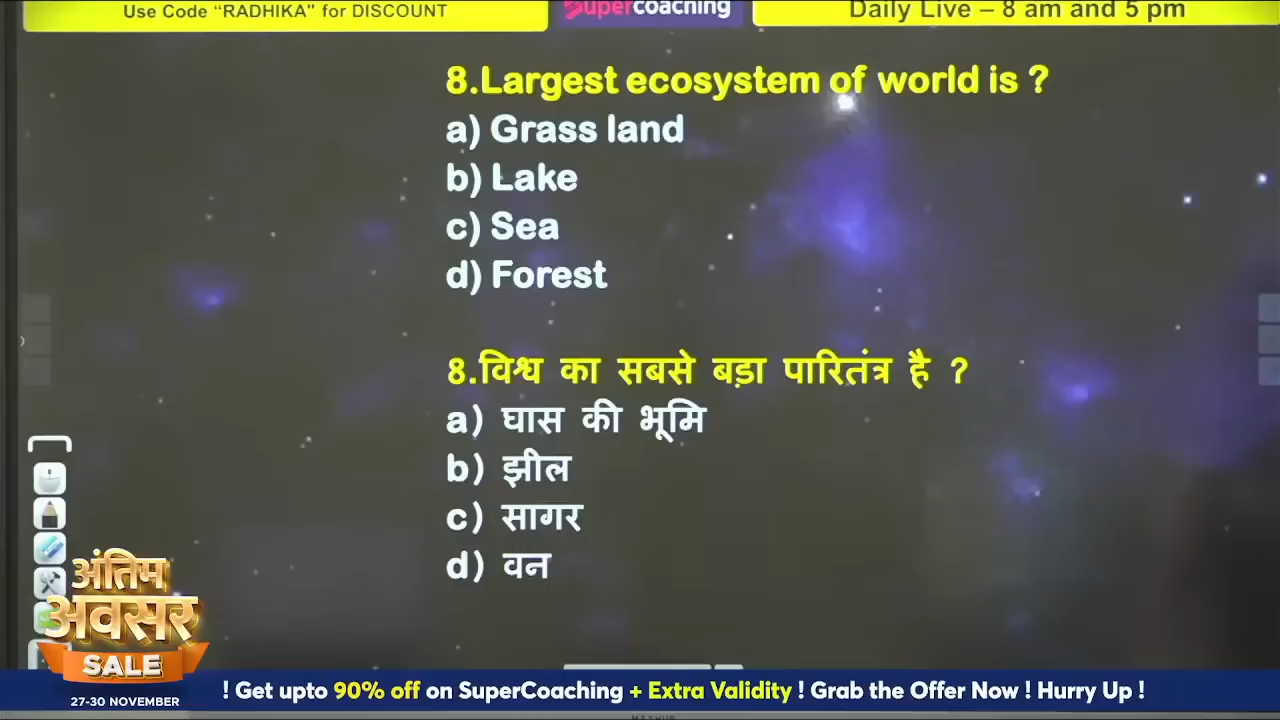 Use Code “RADHIKA” for DISCOUNT
Supercoaching
Daily Live – 8 am and 5 pm
8.Largest ecosystem of world is ?
a) Grass land
b) Lake
c) Sea
d) Forest
8.विश्व का सबसे बड़ा पारितंत्र है ?
a) घास की भूमि
b) झील
c) सागर
d) वन
अंतिम
अवसर
SALE
27-30 NOVEMBER
! Get upto 90% off on SuperCoaching + Extra Validity ! Grab the Offer Now ! Hurry Up !